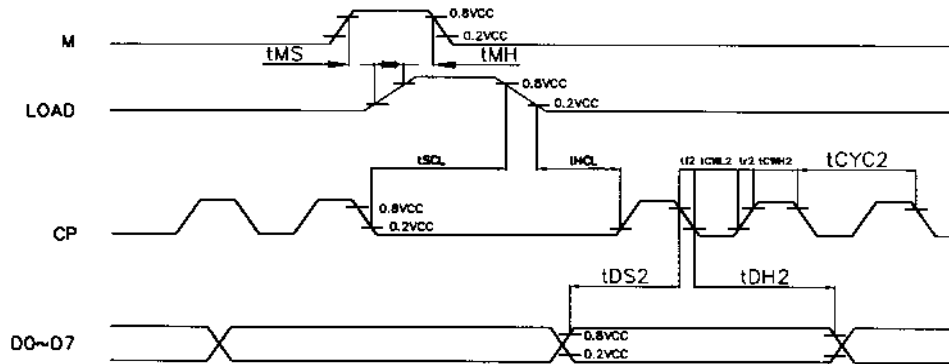 0.8VCC
M
0.2VCC
tMS
tMH
0.8VCC
LOAD
0.2VCC
tSCL
tHCL
tf2
tCWL2
tr2
tCWH2
tCYC2
0.8VCC
0.2VCC
CP
tDS2
tDH2
D0~D7
0.8VCC
0.2VCC